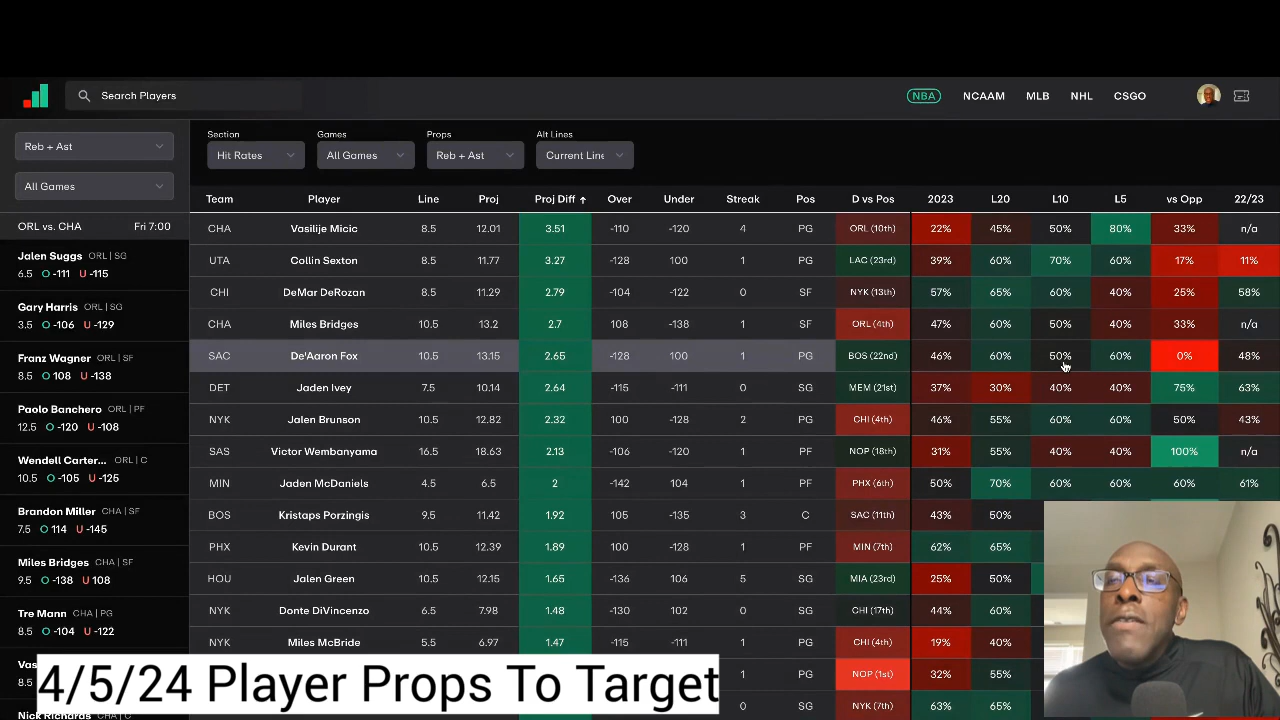 Search Players
NBA NCAAM MLB NHL CSGO
Reb + Ast
All Games
Section Games Props Alt Lines
Hit Rates All Games Reb + Ast Current Line
Team Player Line Proj Proj Diff Over Under Streak Pos D vs Pos 2023 L20 L10 L5 vs Opp 22/23
CHA Vasilije Micic 8.5 12.01 3.51 -110 -120 4 PG ORL (10th) 22% 45% 50% 80% 33% n/a
UTA Collin Sexton 8.5 11.77 3.27 -128 100 1 PG LAC (23rd) 39% 60% 70% 60% 17% 11%
CHI DeMar DeRozan 8.5 11.29 2.79 -104 -122 0 SF NYK (13th) 57% 65% 60% 40% 25% 58%
CHA Miles Bridges 10.5 13.2 2.7 108 -138 1 SF ORL (4th) 47% 60% 50% 40% 33% n/a
SAC De'Aaron Fox 10.5 13.15 2.65 -128 100 1 PG BOS (22nd) 46% 60% 50% 60% 0% 48%
DET Jaden Ivey 7.5 10.14 2.64 -115 -111 0 SG MEM (21st) 37% 30% 40% 40% 75% 63%
NYK Jalen Brunson 10.5 12.82 2.32 100 -128 2 PG CHI (4th) 46% 55% 60% 60% 50% 43%
SAS Victor Wembanyama 16.5 18.63 2.13 -106 -120 1 PF NOP (18th) 31% 55% 40% 40% 100% n/a
MIN Jaden McDaniels 4.5 6.5 2 -142 104 1 PF PHX (6th) 50% 70% 60% 60% 60% 61%
BOS Kristaps Porzingis 9.5 11.42 1.92 105 -135 3 C SAC (11th) 43% 50%
PHX Kevin Durant 10.5 12.39 1.89 100 -128 1 PF MIN (7th) 62% 65%
HOU Jalen Green 10.5 12.15 1.65 -136 106 5 SG MIA (23rd) 25% 50%
NYK Donte DiVincenzo 6.5 7.98 1.48 -130 102 0 SG CHI (17th) 44% 60%
NYK Miles McBride 5.5 6.97 1.47 -115 -111 1 PG CHI (4th) 19% 40%
1 PG NOP (1st) 32% 55%
0 SG NYK (7th) 63% 65%
ORL vs. CHA Fri 7:00
Jalen Suggs ORL | SG
6.5 O -111 U -115
Gary Harris ORL | SG
3.5 O -106 U -129
Franz Wagner ORL | SF
8.5 O 108 U -138
Paolo Banchero ORL | PF
12.5 O -120 U -108
Wendell Carter... ORL | C
10.5 O -105 U -125
Brandon Miller CHA | SF
7.5 O 114 U -145
Miles Bridges CHA | SF
9.5 O -138 U 108
Tre Mann CHA | PG
8.5 O -104 U -122
Vas
8.5
Nick Richards CHA | C
4/5/24 Player Props To Target